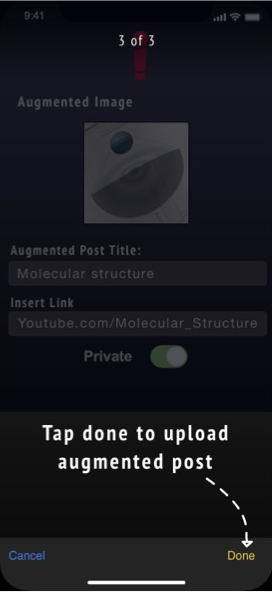 9:41
3 of 3
Augmented Image
Augmented Post Title:
Molecular structure
Insert Link
Youtube.com/Molecular_Structure
Private
Tap done to upload
augmented post
Cancel
Done